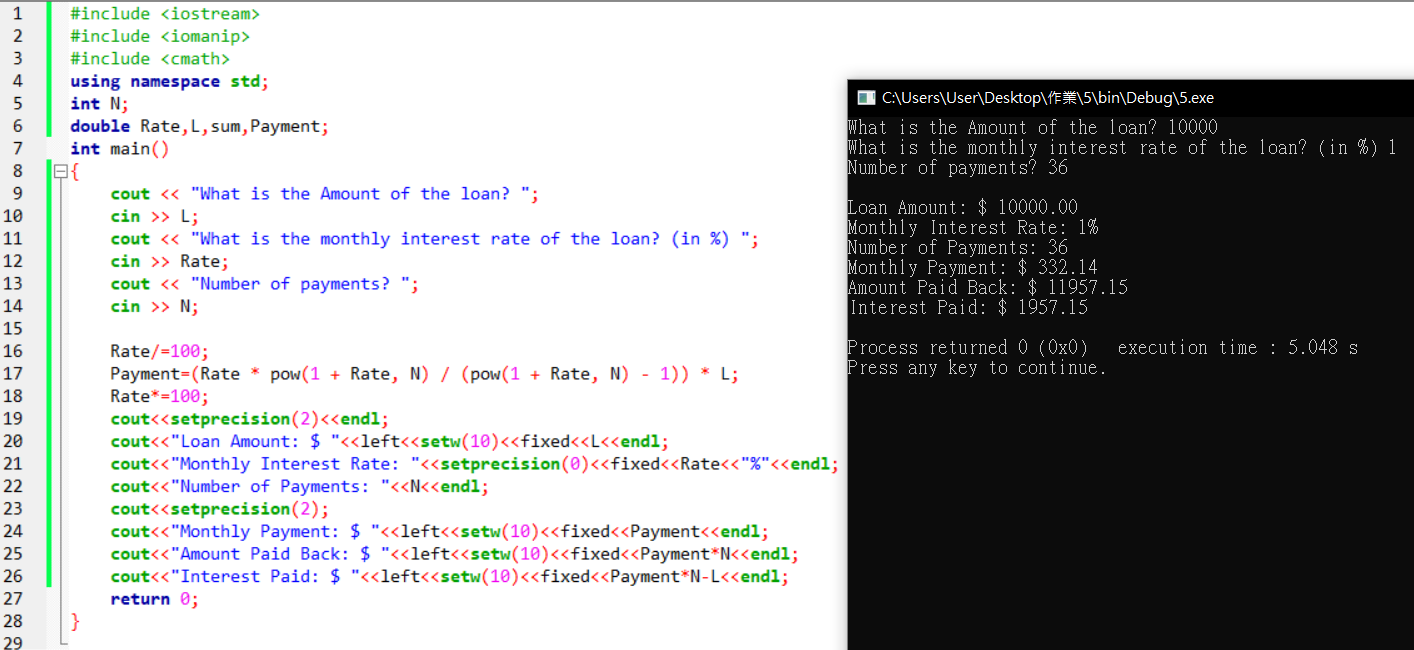 1 #include <iostream>
2 #include <iomanip>
3 #include <cmath>
4 using namespace std;
5 int N;
6 double Rate,L,sum,Payment;
7 int main()
8 {
9 cout << "What is the Amount of the loan? ";
10 cin >> L;
11 cout << "What is the monthly interest rate of the loan? (in %) ";
12 cin >> Rate;
13 cout << "Number of payments? ";
14 cin >> N;
15
16 Rate/=100;
17 Payment=(Rate * pow(1 + Rate, N) / (pow(1 + Rate, N) - 1)) * L;
18 Rate*=100;
19 cout<<setprecision(2)<<endl;
20 cout<<"Loan Amount: $ "<<left<<setw(10)<<fixed<<L<<endl;
21 cout<<"Monthly Interest Rate: "<<setprecision(0)<<fixed<<Rate<<"%"<<endl;
22 cout<<"Number of Payments: "<<N<<endl;
23 cout<<setprecision(2);
24 cout<<"Monthly Payment: $ "<<left<<setw(10)<<fixed<<Payment<<endl;
25 cout<<"Amount Paid Back: $ "<<left<<setw(10)<<fixed<<Payment*N<<endl;
26 cout<<"Interest Paid: $ "<<left<<setw(10)<<fixed<<Payment*N-L<<endl;
27 return 0;
28 }
29
C:\Users\User\Desktop\作業\5\bin\Debug\5.exe
What is the Amount of the loan? 10000
What is the monthly interest rate of the loan? (in %) 1
Number of payments? 36
Loan Amount: $ 10000.00
Monthly Interest Rate: 1%
Number of Payments: 36
Monthly Payment: $ 332.14
Amount Paid Back: $ 11957.15
Interest Paid: $ 1957.15
Process returned 0 (0x0) execution time : 5.048 s
Press any key to continue.